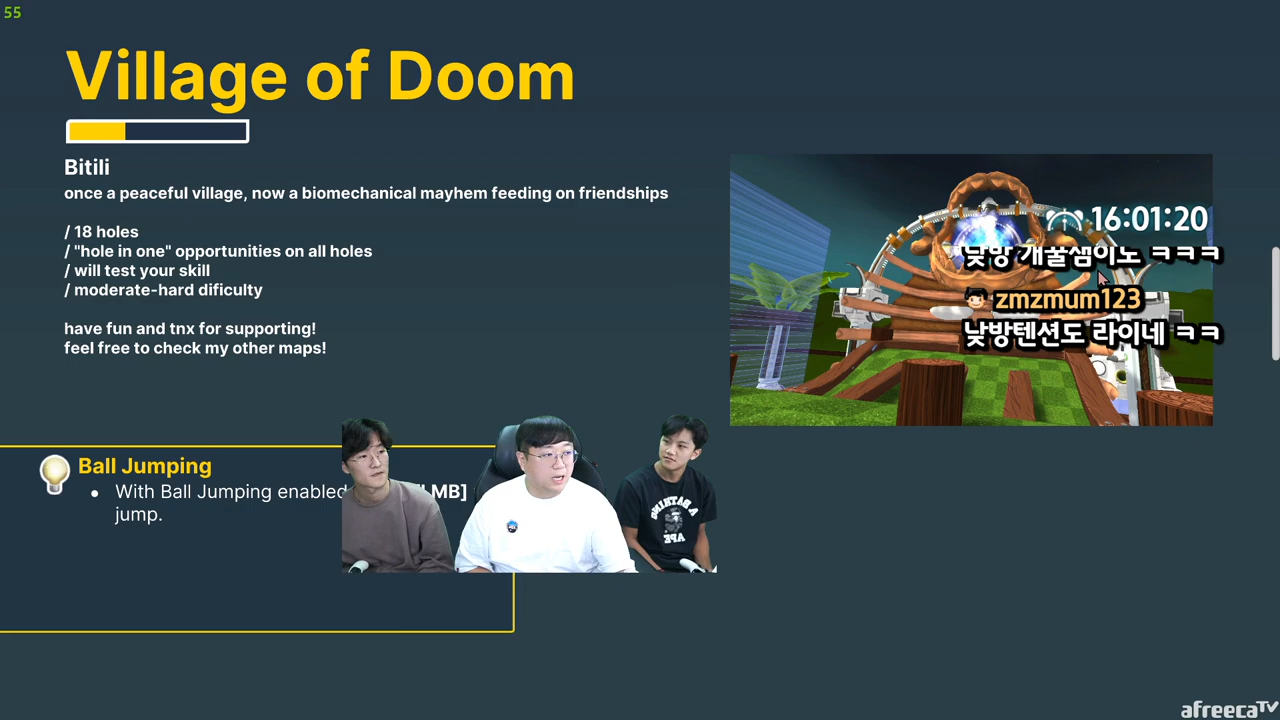 55
Village of Doom
Bitili
once a peaceful village, now a biomechanical mayhem feeding on friendships
/ 18 holes
/ "hole in one" opportunities on all holes
/ will test your skill
/ moderate-hard dificulty
have fun and tnx for supporting!
feel free to check my other maps!
16:01:20
낮방 개꿀잼이노 ㅋㅋㅋ
zmzmum123
낮방텐션도 라이네 ㅋㅋ
Ball Jumping
• With Ball Jumping enabled LMB]
jump.
A BATHING
APE
afreecaTV